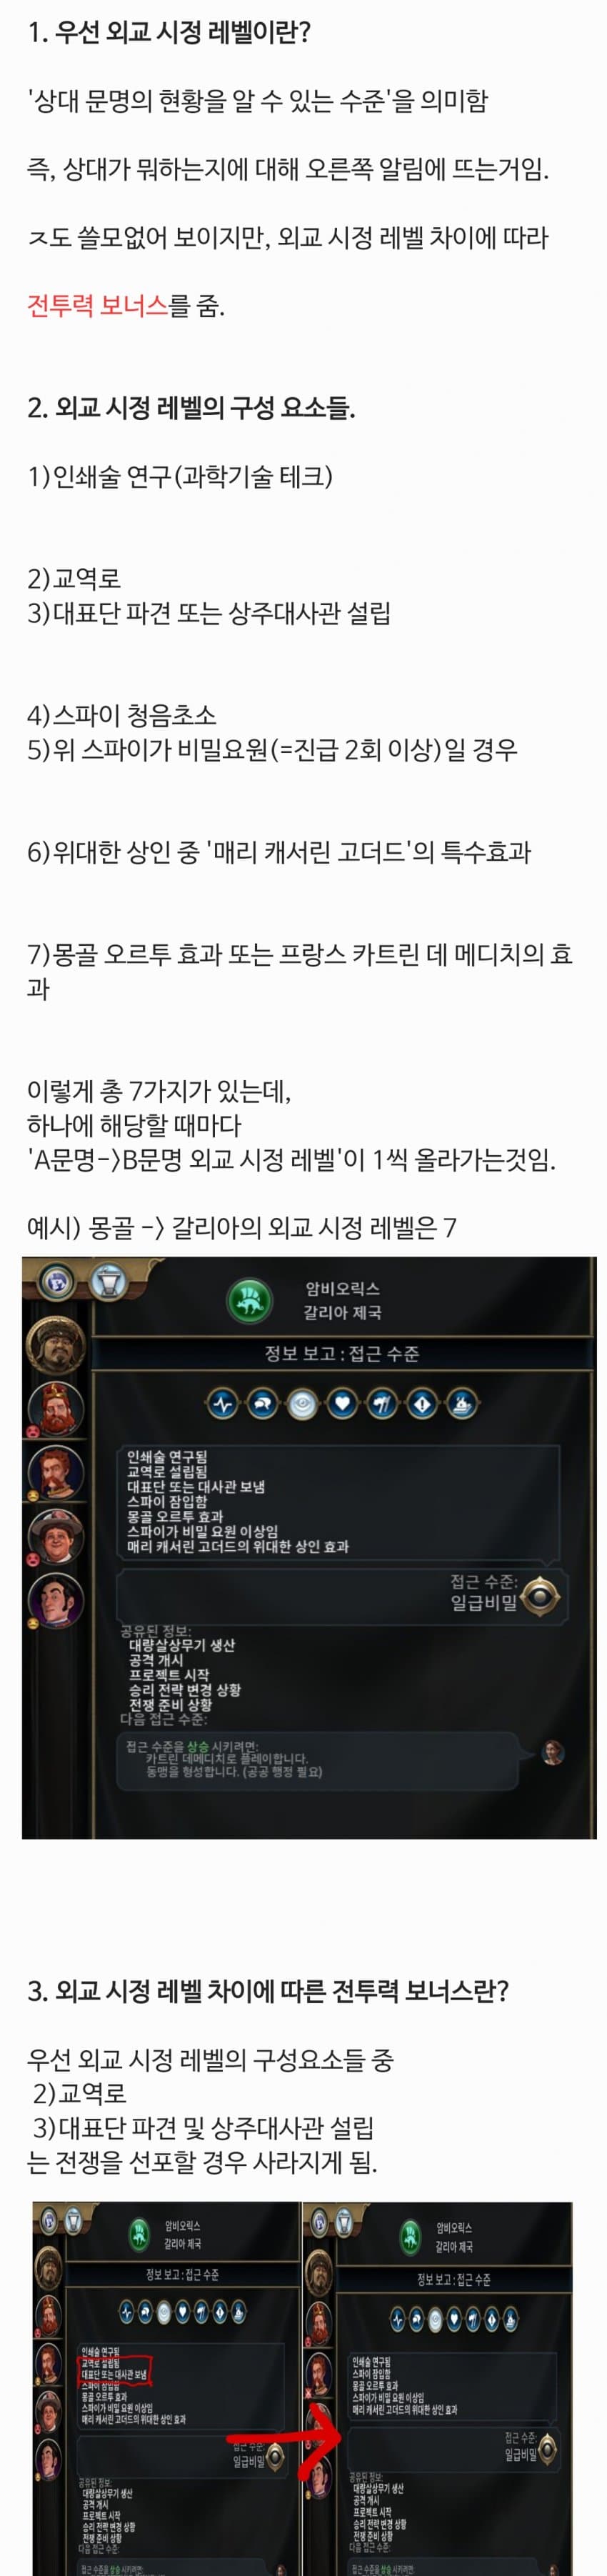 1. 우선 외교 시정 레벨이란?
'상대 문명의 현황을 알 수 있는 수준'을 의미함
즉, 상대가 뭐하는지에 대해 오른쪽 알림에 뜨는거임.
ㅈ도 쓸모없어 보이지만, 외교 시정 레벨 차이에 따라
전투력 보너스를 줌.
2. 외교 시정 레벨의 구성 요소들.
1)인쇄술 연구(과학기술 테크)
2)교역로
3)대표단 파견 또는 상주대사관 설립
4)스파이 청음초소
5)위 스파이가 비밀요원(=진급 2회 이상)일 경우
6)위대한 상인 중 '매리 캐서린 고더드'의 특수효과
7)몽골 오르투 효과 또는 프랑스 카트린 데 메디치의 효
과
이렇게 총 7가지가 있는데,
하나에 해당할 때마다
'A문명->B문명 외교 시정 레벨'이 1씩 올라가는것임.
예시) 몽골 -> 갈리아의 외교 시정 레벨은 7
암비오릭스
갈리아 제국
정보 보고 : 접근 수준
인쇄술 연구됨
교역로 설립됨
대표단 또는 대사관 보냄
스파이 잠입함
몽골 오르투 효과
스파이가 비밀 요원 이상임
매리 캐서린 고더드의 위대한 상인 효과
접근 수준:
일급비밀
공유된 정보:
대량살상무기 생산
공격 개시
프로젝트 시작
승리 전략 변경 상황
전쟁 준비 상황
다음 접근 수준:
접근 수준을 상승 시키려면:
카트린 데메디치로 플레이합니다.
동맹을 형성합니다. (공공 행정 필요)
3. 외교 시정 레벨 차이에 따른 전투력 보너스란?
우선 외교 시정 레벨의 구성요소들 중
2)교역로
3)대표단 파견 및 상주대사관 설립
는 전쟁을 선포할 경우 사라지게 됨.
암비오릭스
갈리아 제국
정보 보고 : 접근 수준
인쇄술 연구됨
교역로 설립됨
대표단 또는 대사관 보냄
스파이 잠입함
몽골 오르투 효과
스파이가 비밀 요원 이상임
매리 캐서린 고더드의 위대한 상인 효과
접근 수준:
일급비밀
공유된 정보:
대량살상무기 생산
공격 개시
프로젝트 시작
승리 전략 변경 상황
전쟁 준비 상황
다음 접근 수준:
접근 수준을 상승 시키려면:
암비오릭스
갈리아 제국
정보 보고 : 접근 수준
인쇄술 연구됨
스파이 잠입함
몽골 오르투 효과
스파이가 비밀 요원 이상임
매리 캐서린 고더드의 위대한 상인 효과
접근 수준:
일급비밀
공유된 정보:
대량살상무기 생산
공격 개시
프로젝트 시작
승리 전략 변경 상황
전쟁 준비 상황
다음 접근 수준:
접근 수준을 상승 시키려면: